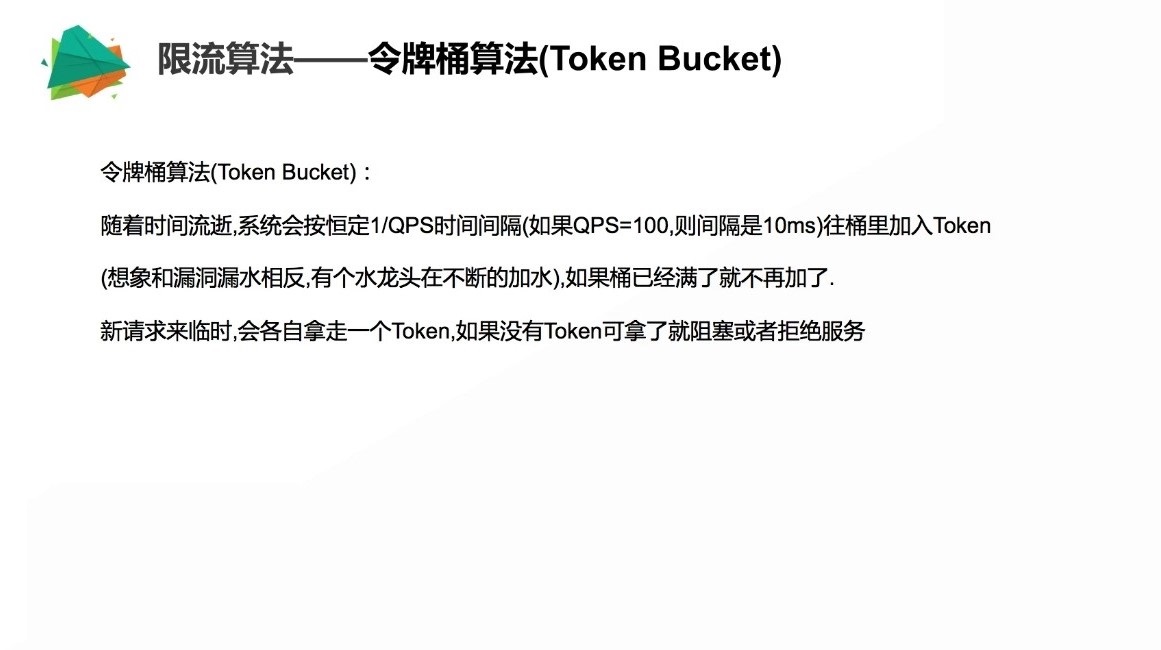 限流算法——令牌桶算法(Token Bucket)
令牌桶算法(Token Bucket)：
随着时间流逝,系统会按恒定1/QPS时间间隔(如果QPS=100,则间隔是10ms)往桶里加入Token
(想象和漏洞漏水相反,有个水龙头在不断的加水),如果桶已经满了就不再加了.
新请求来临时,会各自拿走一个Token,如果没有Token可拿了就阻塞或者拒绝服务